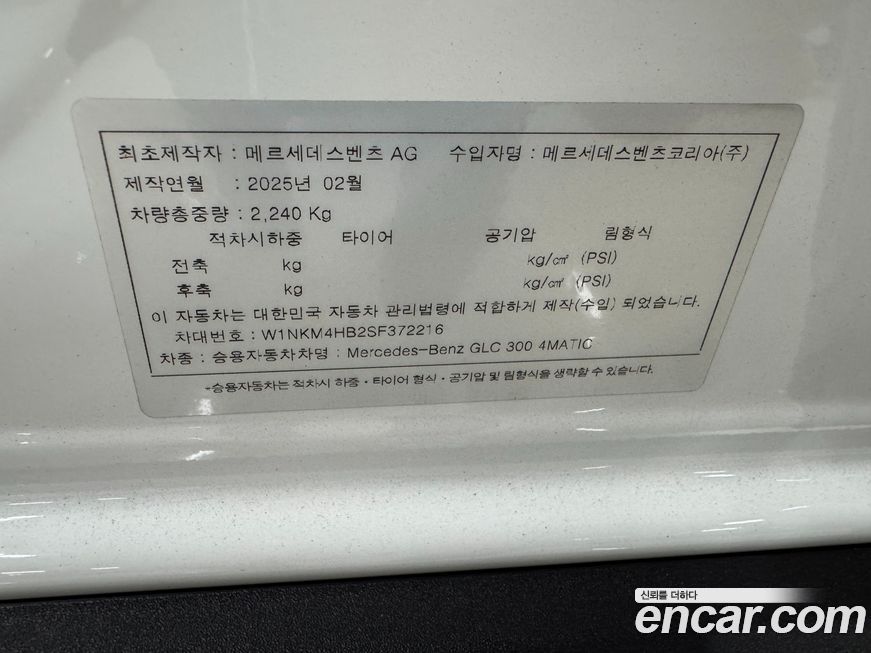 최초제작자 : 메르세데스벤츠 AG 수입자명 : 메르세데스벤츠코리아(주)
제작연월 : 2025년 02월
차량총중량 : 2,240 Kg
적차시하중 타이어 공기압 림형식
전축 kg kg/㎠ (PSI)
후축 kg kg/㎠ (PSI)
이 자동차는 대한민국 자동차 관리법령에 적합하게 제작(수입) 되었습니다.
차대번호 : W1NKM4HB2SF372216
차종 : 승용자동차차명 : Mercedes-Benz GLC 300 4MATIC
-승용자동차는 적차시 하중·타이어 형식·공기압 및 림형식을 생략할 수 있습니다.
신뢰를 더하다
encar.com